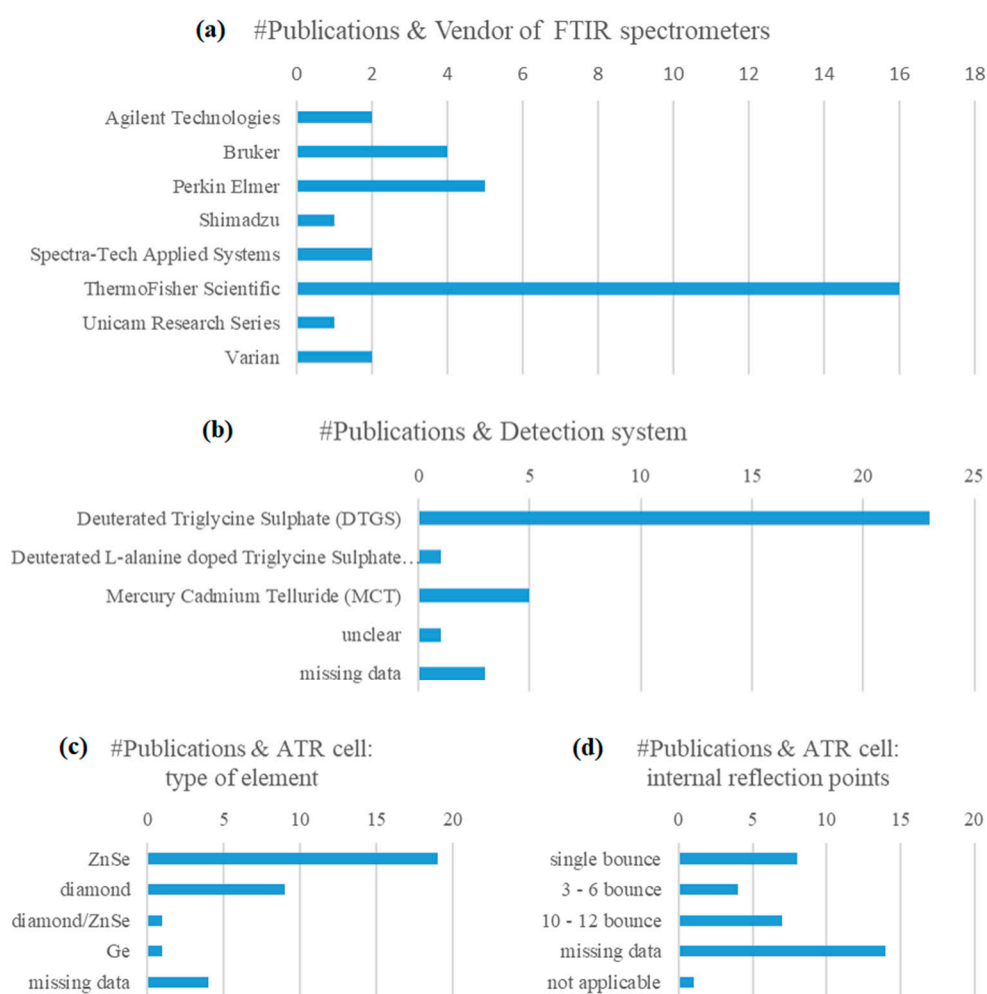 (a) #Publications & Vendor of FTIR spectrometers
0 2 4 6 8 10 12 14 16 18
Agilent Technologies
Bruker
Perkin Elmer
Shimadzu
Spectra-Tech Applied Systems
ThermoFisher Scientific
Unicam Research Series
Varian
(b) #Publications & Detection system
0 5 10 15 20 25
Deuterated Triglycine Sulphate (DTGS)
Deuterated L-alanine doped Triglycine Sulphate…
Mercury Cadmium Telluride (MCT)
unclear
missing data
(c) #Publications & ATR cell:
type of element
0 5 10 15 20
ZnSe
diamond
diamond/ZnSe
Ge
missing data
(d) #Publications & ATR cell:
internal reflection points
0 5 10 15 20
single bounce
3 - 6 bounce
10 - 12 bounce
missing data
not applicable